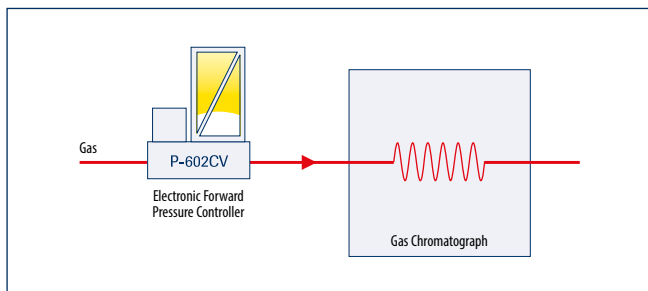 Gas
P-602CV
Electronic Forward
Pressure Controller
Gas Chromatograph